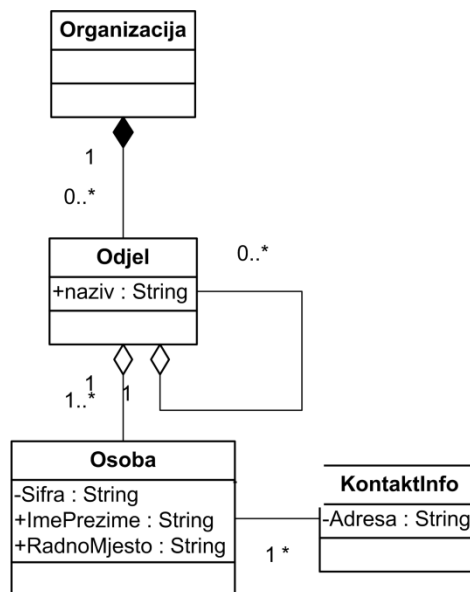 Organizacija
1
0..*
Odjel
0..*
+naziv : String
1
1..*
1
Osoba
-Sifra : String
+ImePrezime : String
+RadnoMjesto : String
KontaktInfo
-Adresa : String
1 *